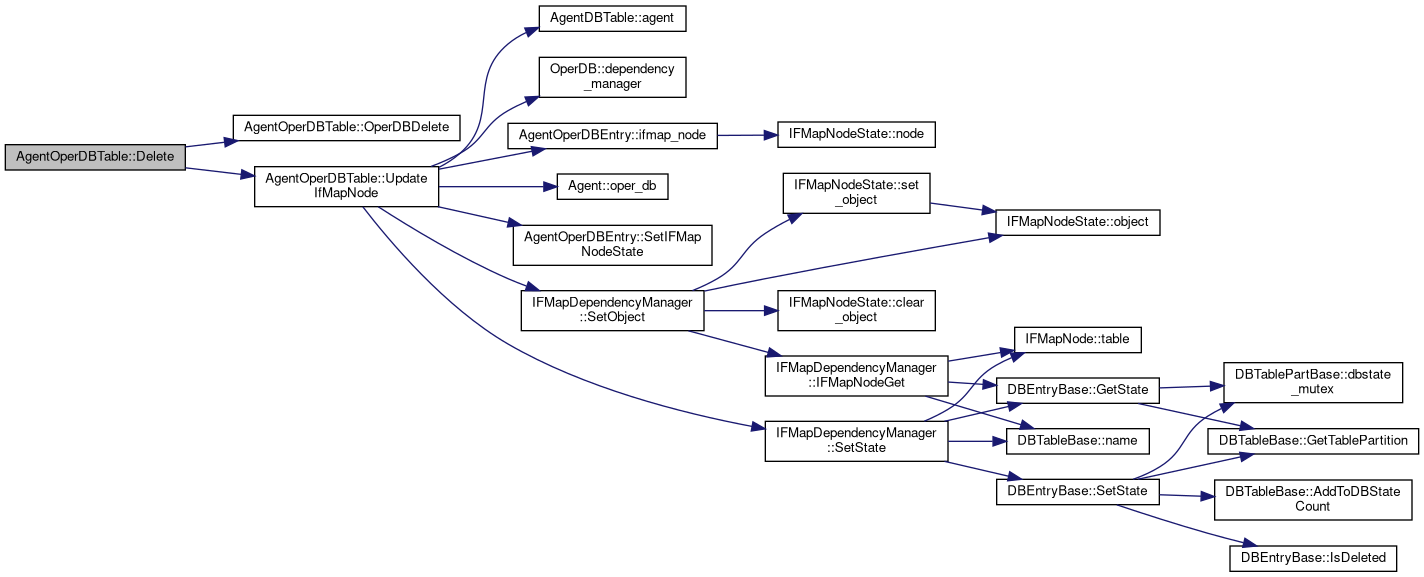 AgentDBTable::agent
OperDB::dependency
_manager
AgentOperDBTable::OperDBDelete
AgentOperDBEntry::ifmap_node
IFMapNodeState::node
AgentOperDBTable::Delete
AgentOperDBTable::Update
IfMapNode
Agent::oper_db
IFMapNodeState::set
_object
IFMapNodeState::object
AgentOperDBEntry::SetIFMap
NodeState
IFMapDependencyManager
::SetObject
IFMapNodeState::clear
_object
IFMapNode::table
IFMapDependencyManager
::IFMapNodeGet
DBEntryBase::GetState
DBTablePartBase::dbstate
_mutex
IFMapDependencyManager
::SetState
DBTableBase::name
DBTableBase::GetTablePartition
DBEntryBase::SetState
DBTableBase::AddToDBState
Count
DBEntryBase::IsDeleted